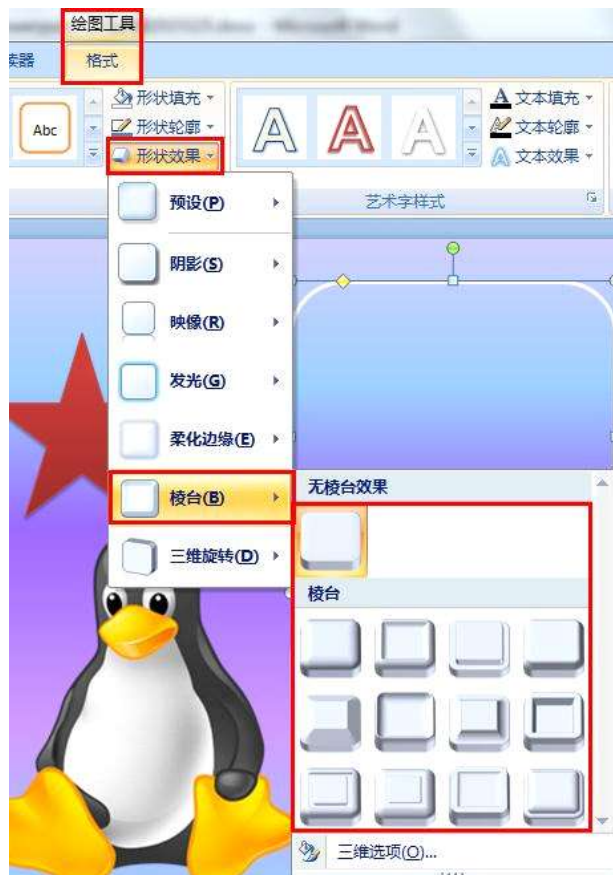 绘图工具
格式
Abc
形状填充
A 文本填充
形状轮廓
A A A
文本轮廓
形状效果
A 文本效果
预设(P)
艺术字样式
阴影(S)
映像(R)
发光(G)
柔化边缘(E)
棱台(B)
无棱台效果
三维旋转(D)
棱台
三维选项(O)...